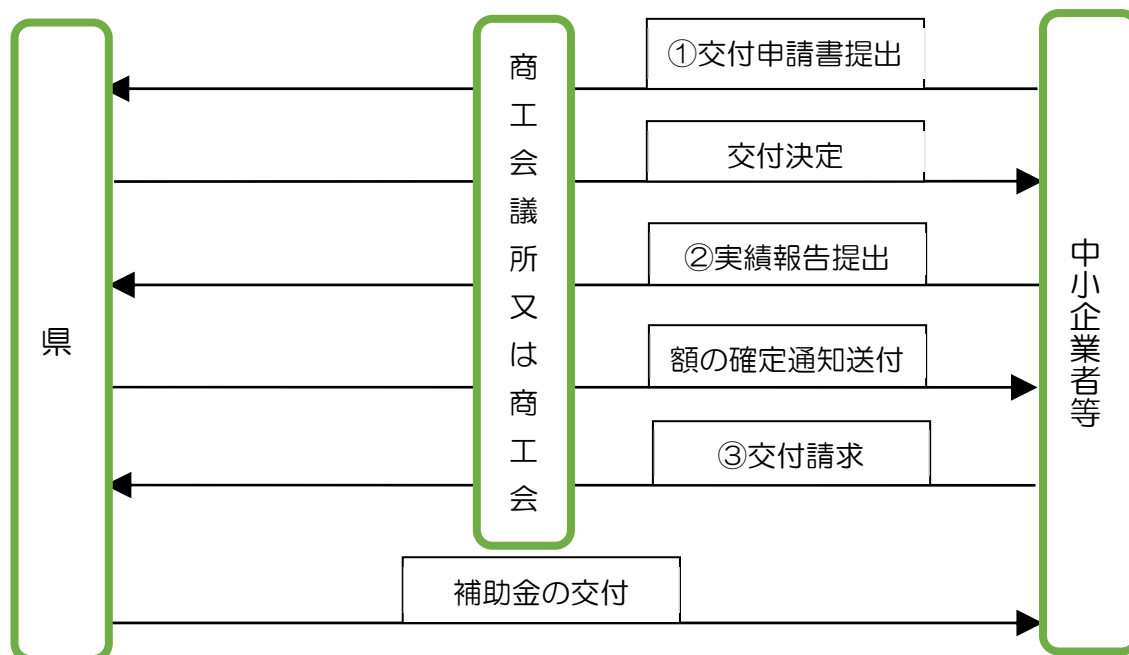 ①交付申請書提出
交付決定
②実績報告提出
額の確定通知送付
③交付請求
補助金の交付
県
商工会議所又は商工会
中小企業者等